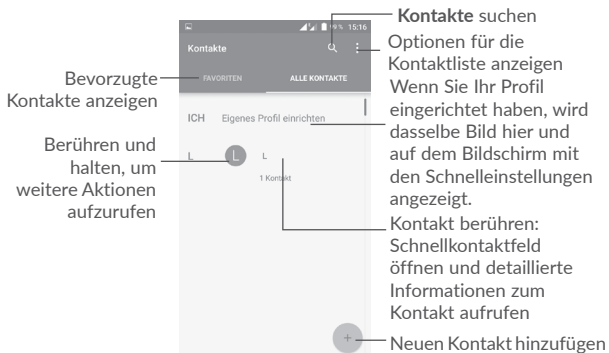 Kontakte suchen
19% 15:16
Kontakte
Optionen für die
Kontaktliste anzeigen
FAVORITEN
ALLE KONTAKTE
Bevorzugte
Kontakte anzeigen
Wenn Sie Ihr Profil
eingerichtet haben, wird
dasselbe Bild hier und
auf dem Bildschirm mit
den Schnelleinstellungen
angezeigt.
ICH
Eigenes Profil einrichten
Berühren und
halten, um
weitere Aktionen
aufzurufen
L
L
L
1 Kontakt
Kontakt berühren:
Schnellkontaktfeld
öffnen und detaillierte
Informationen zum
Kontakt aufrufen
Neuen Kontakt hinzufügen